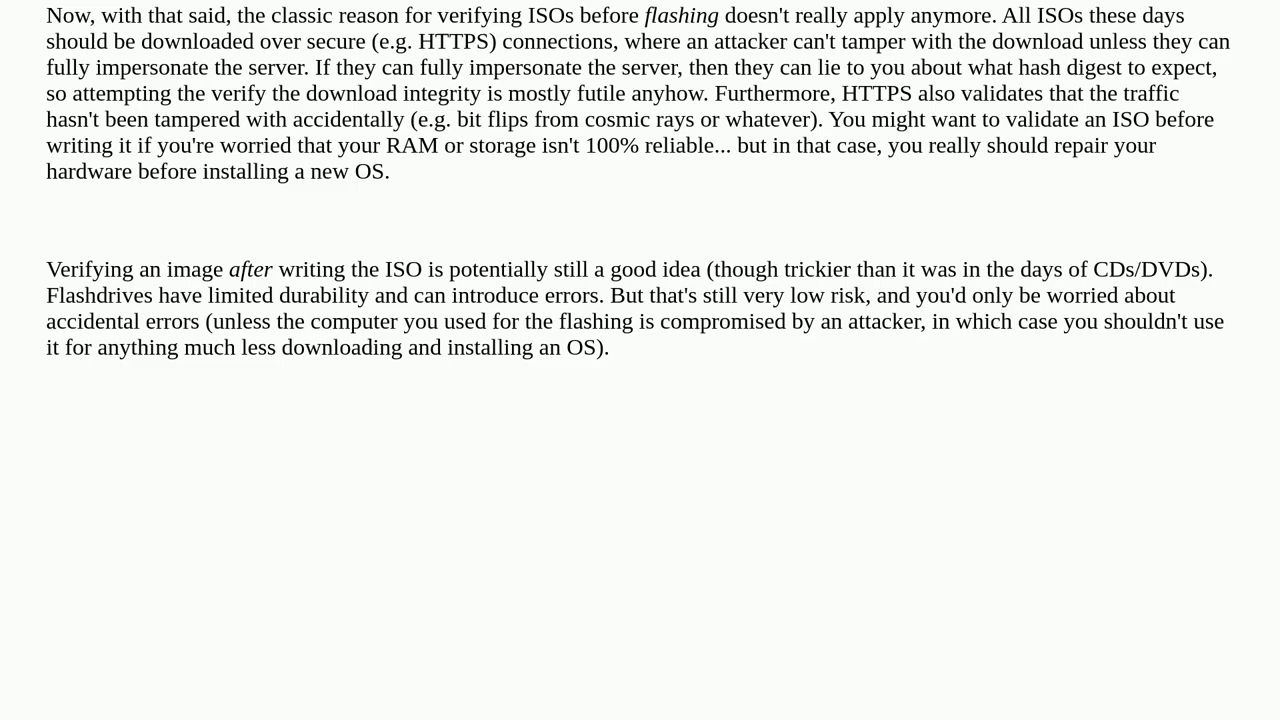 Now, with that said, the classic reason for verifying ISOs before flashing doesn't really apply anymore. All ISOs these days
should be downloaded over secure (e.g. HTTPS) connections, where an attacker can't tamper with the download unless they can
fully impersonate the server. If they can fully impersonate the server, then they can lie to you about what hash digest to expect,
so attempting the verify the download integrity is mostly futile anyhow. Furthermore, HTTPS also validates that the traffic
hasn't been tampered with accidentally (e.g. bit flips from cosmic rays or whatever). You might want to validate an ISO before
writing it if you're worried that your RAM or storage isn't 100% reliable... but in that case, you really should repair your
hardware before installing a new OS.
Verifying an image after writing the ISO is potentially still a good idea (though trickier than it was in the days of CDs/DVDs).
Flashdrives have limited durability and can introduce errors. But that's still very low risk, and you'd only be worried about
accidental errors (unless the computer you used for the flashing is compromised by an attacker, in which case you shouldn't use
it for anything much less downloading and installing an OS).